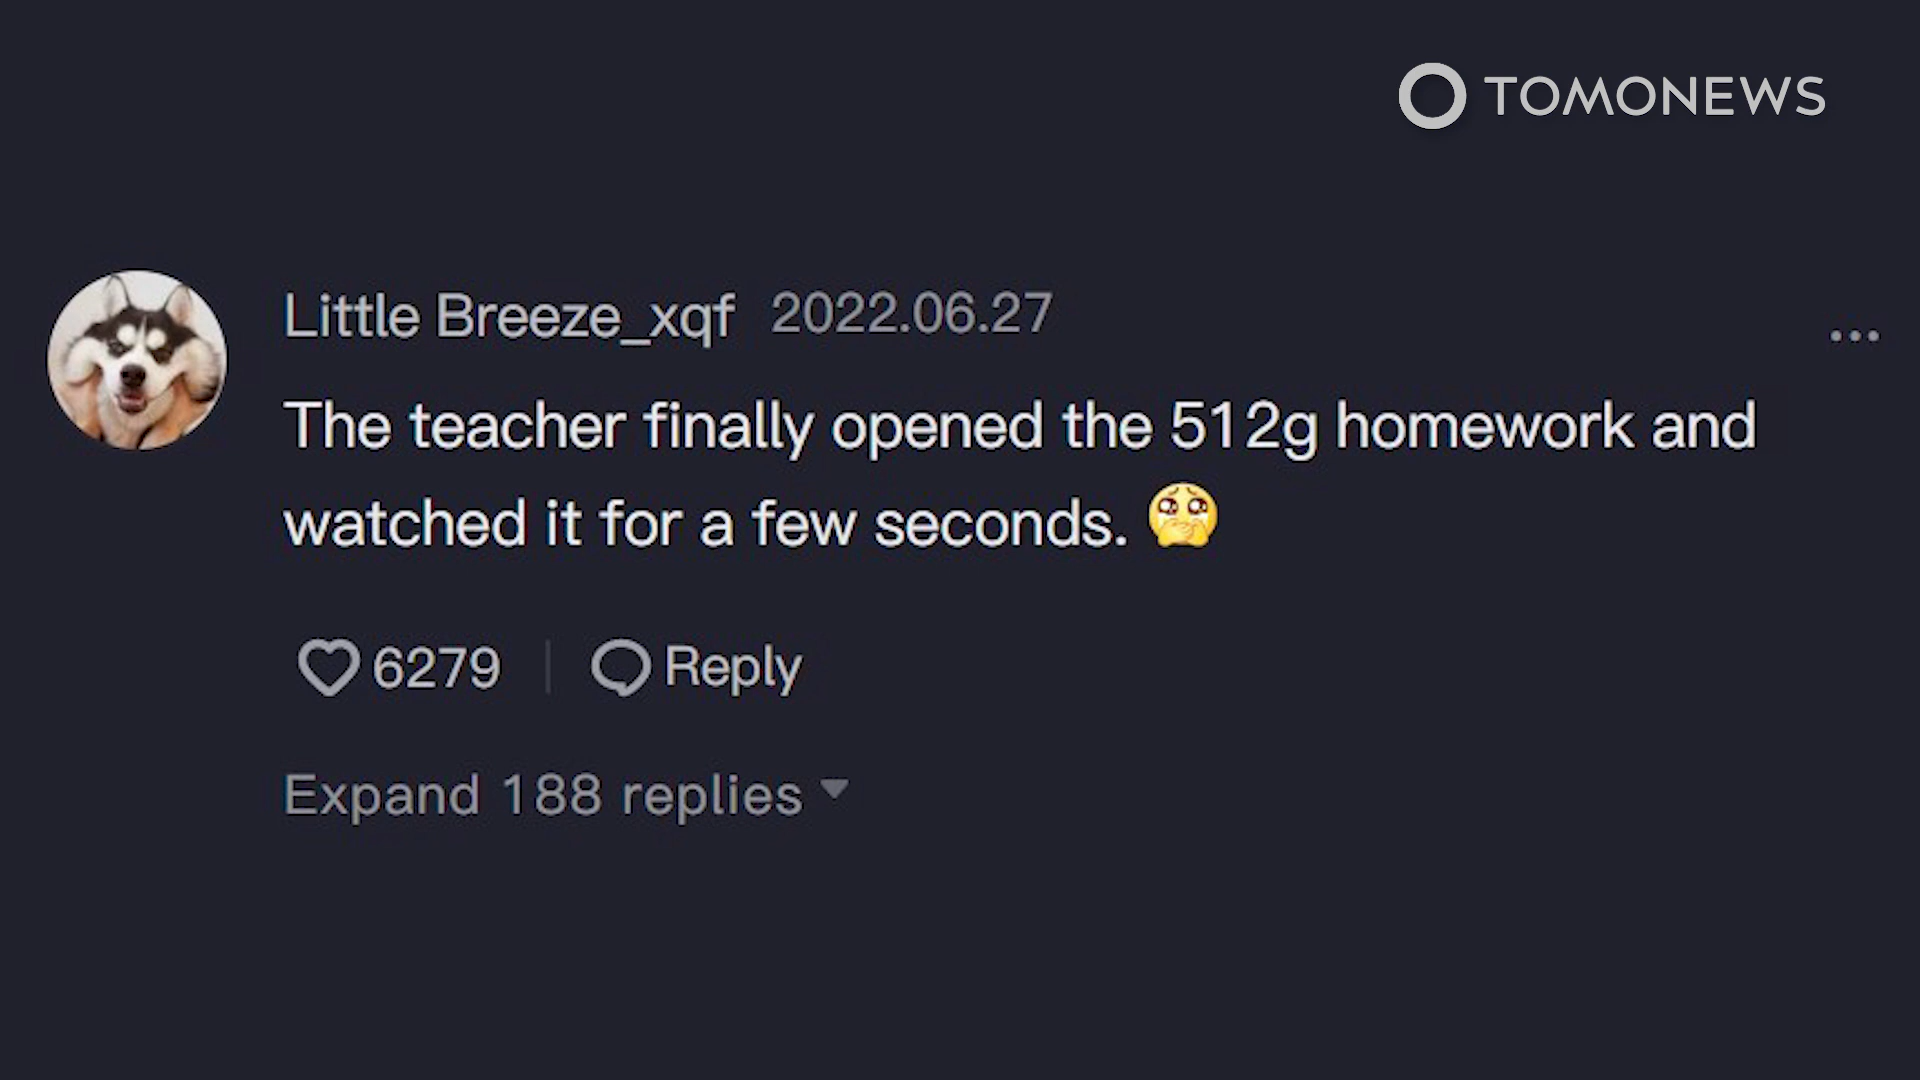 TOMONEWS
Little Breeze_xqf 2022.06.27
The teacher finally opened the 512g homework and
watched it for a few seconds. 🥹
6279 Reply
Expand 188 replies